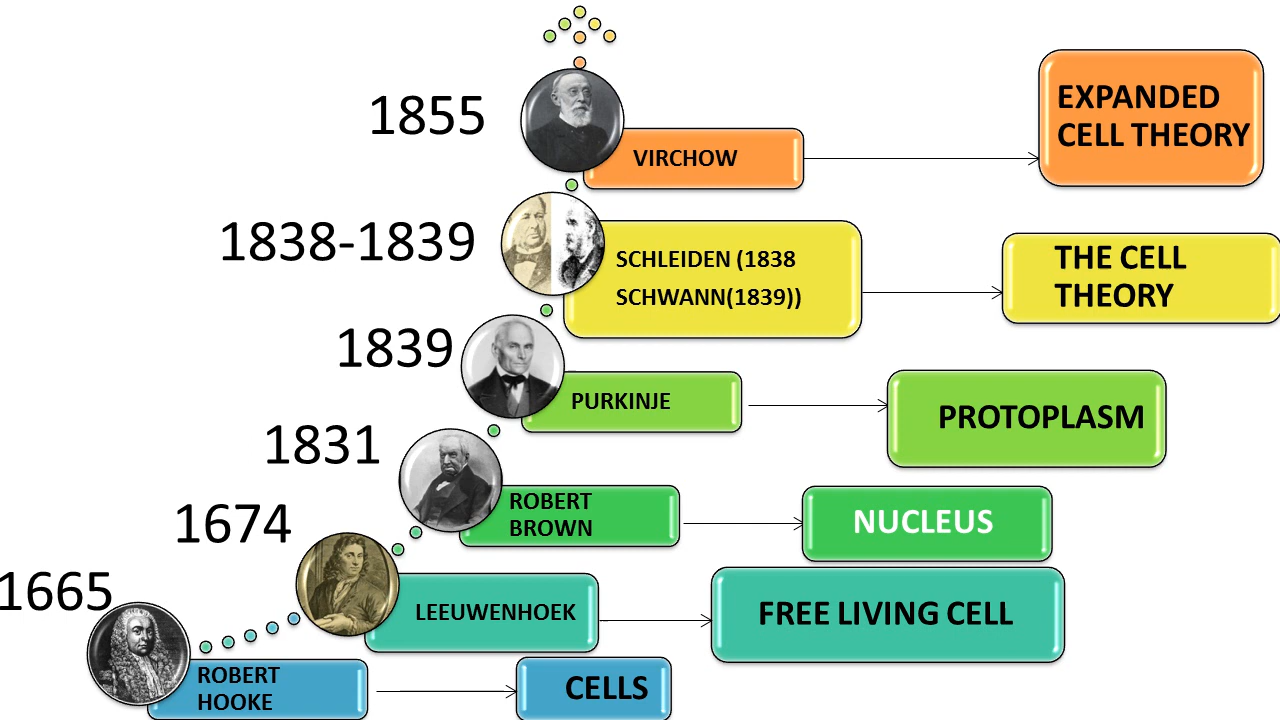 1855
VIRCHOW
EXPANDED
CELL THEORY
1838-1839
SCHLEIDEN (1838
SCHWANN(1839))
THE CELL
THEORY
1839
PURKINJE
PROTOPLASM
1831
ROBERT
BROWN
NUCLEUS
1674
LEEUWENHOEK
FREE LIVING CELL
1665
ROBERT
HOOKE
CELLS